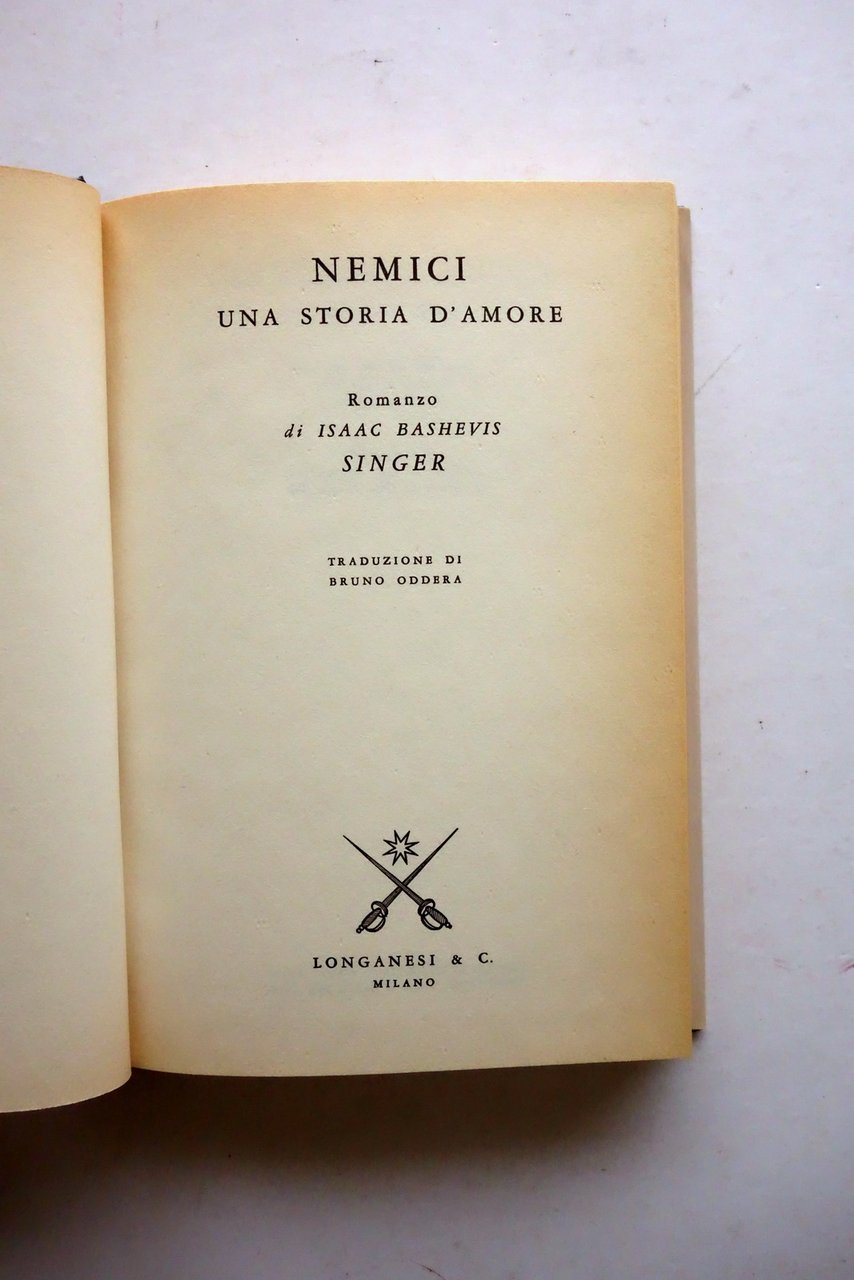 NEMICI
UNA STORIA D'AMORE
Romanzo
di ISAAC BASHEVIS
SINGER
TRADUZIONE DI
BRUNO ODDERA
LONGANESI & C.
MILANO